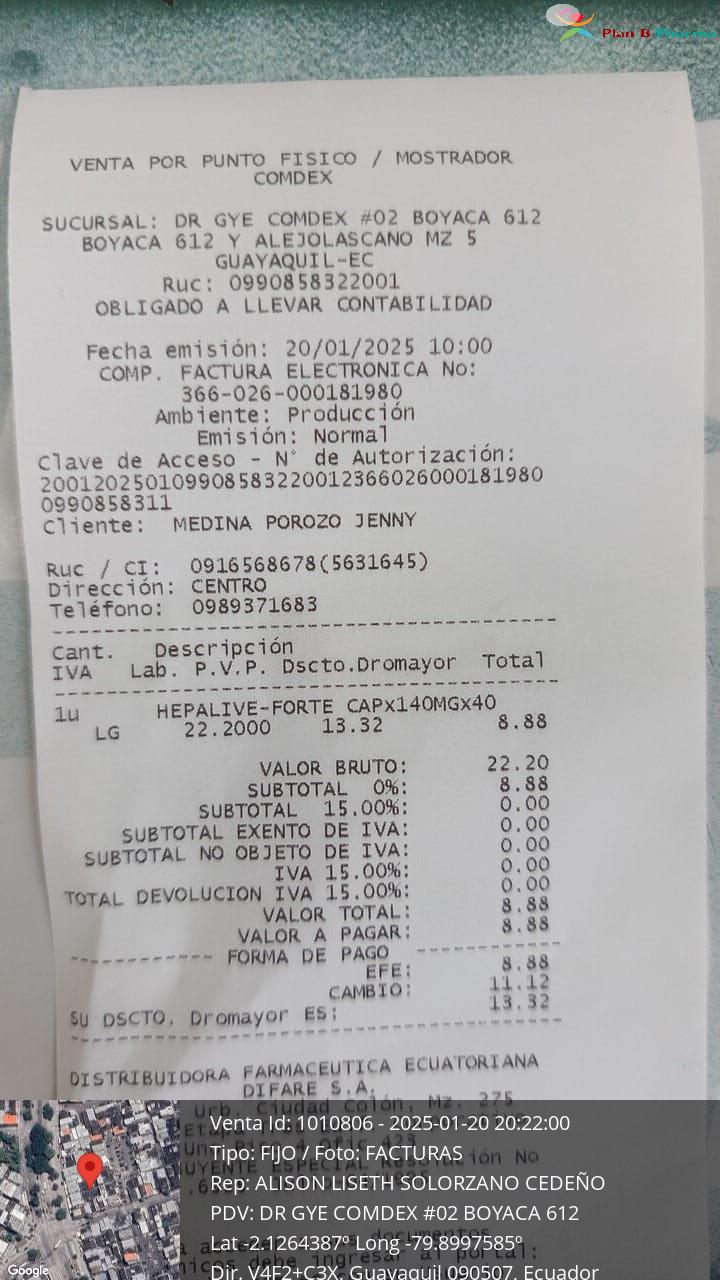 Plan B Pharma
VENTA POR PUNTO FISICO / MOSTRADOR
COMDEX
SUCURSAL: DR GYE COMDEX #02 BOYACA 612
BOYACA 612 Y ALEJOLASCANO MZ 5
GUAYAQUIL-EC
Ruc: 0990858322001
OBLIGADO A LLEVAR CONTABILIDAD
Fecha emisión: 20/01/2025 10:00
COMP. FACTURA ELECTRONICA No:
366-026-000181980
Ambiente: Producción
Emisión: Normal
Clave de Acceso - N° de Autorización:
200120250109908583220012366026000181980
0990858311
Cliente: MEDINA POROZO JENNY
Ruc / CI: 0916568678(5631645)
Dirección: CENTRO
Teléfono: 0989371683
Cant. Descripción
IVA Lab. P.V.P. Dscto.Dromayor Total
1u HEPALIVE-FORTE CAPx140MGx40
LG 22.2000 13.32 8.88
VALOR BRUTO: 22.20
SUBTOTAL 0%: 8.88
SUBTOTAL 15.00%: 0.00
SUBTOTAL EXENTO DE IVA: 0.00
SUBTOTAL NO OBJETO DE IVA: 0.00
IVA 15.00%: 0.00
TOTAL DEVOLUCION IVA 15.00%: 0.00
VALOR TOTAL: 8.88
VALOR A PAGAR: 8.88
----------- FORMA DE PAGO -----------
EFE: 8.88
CAMBIO: 11.12
SU DSCTO. Dromayor ES: 13.32
DISTRIBUIDORA FARMACEUTICA ECUATORIANA
DIFARE S.A.
Urb. Ciudad Colón, Mz. 275
Venta Id: 1010806 - 2025-01-20 20:22:00
Tipo: FIJO / Foto: FACTURAS
Rep: ALISON LISETH SOLORZANO CEDEÑO
PDV: DR GYE COMDEX #02 BOYACA 612
Lat -2.1264387º Long -79.8997585º
Dir. V4F2+C3X, Guayaquil 090507, Ecuador
Google